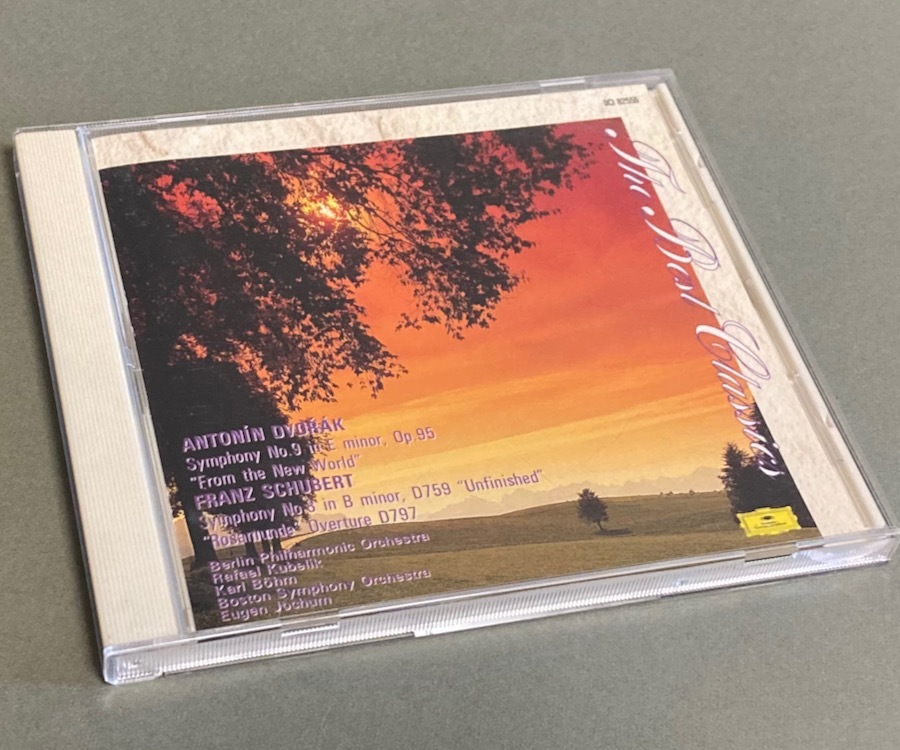 DCI 82555
• The • Best Classics
ANTONÍN DVOŘÁK
Symphony No.9 in E minor, Op.95
"From the New World"
FRANZ SCHUBERT
Symphony No.8 in B minor, D759 "Unfinished"
"Rosamunde" Overture D797
Berlin Philharmonic Orchestra
Rafael Kubelik
Karl Böhm
Boston Symphony Orchestra
Eugen Jochum